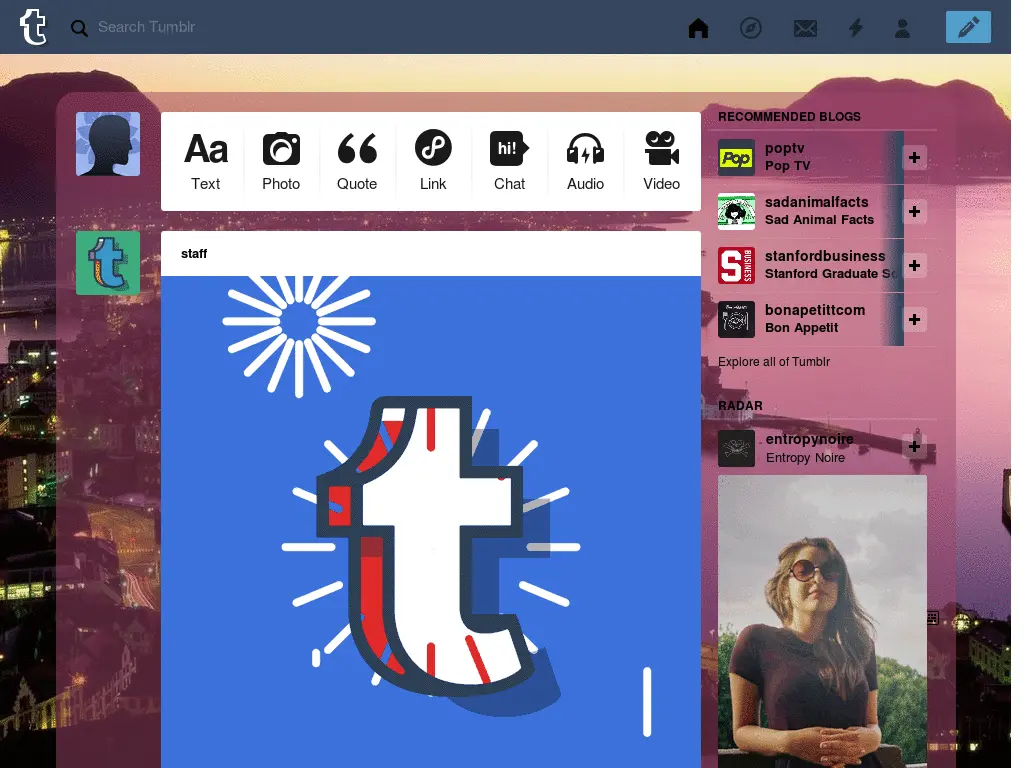 t
Search Tumblr
Aa
Text
Photo
Quote
Link
hi!
Chat
Audio
Video
staff
t
t
RECOMMENDED BLOGS
Pop
poptv
Pop TV
sadanimalfacts
Sad Animal Facts
S BUSINESS
stanfordbusiness
Stanford Graduate Sc
bonapetittcom
Bon Appetit
Explore all of Tumblr
RADAR
entropynoire
Entropy Noire